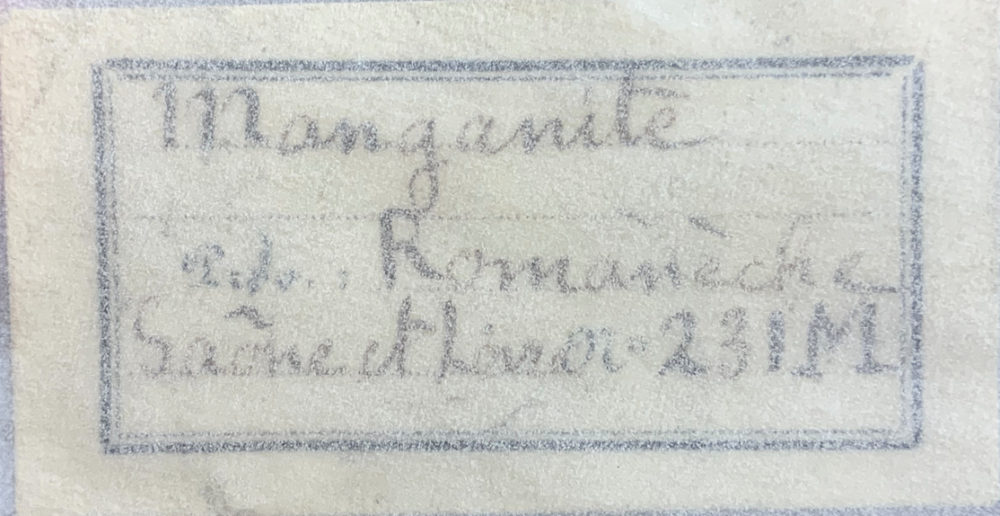 Manganite
Romanèche
Saône et Loire 231M